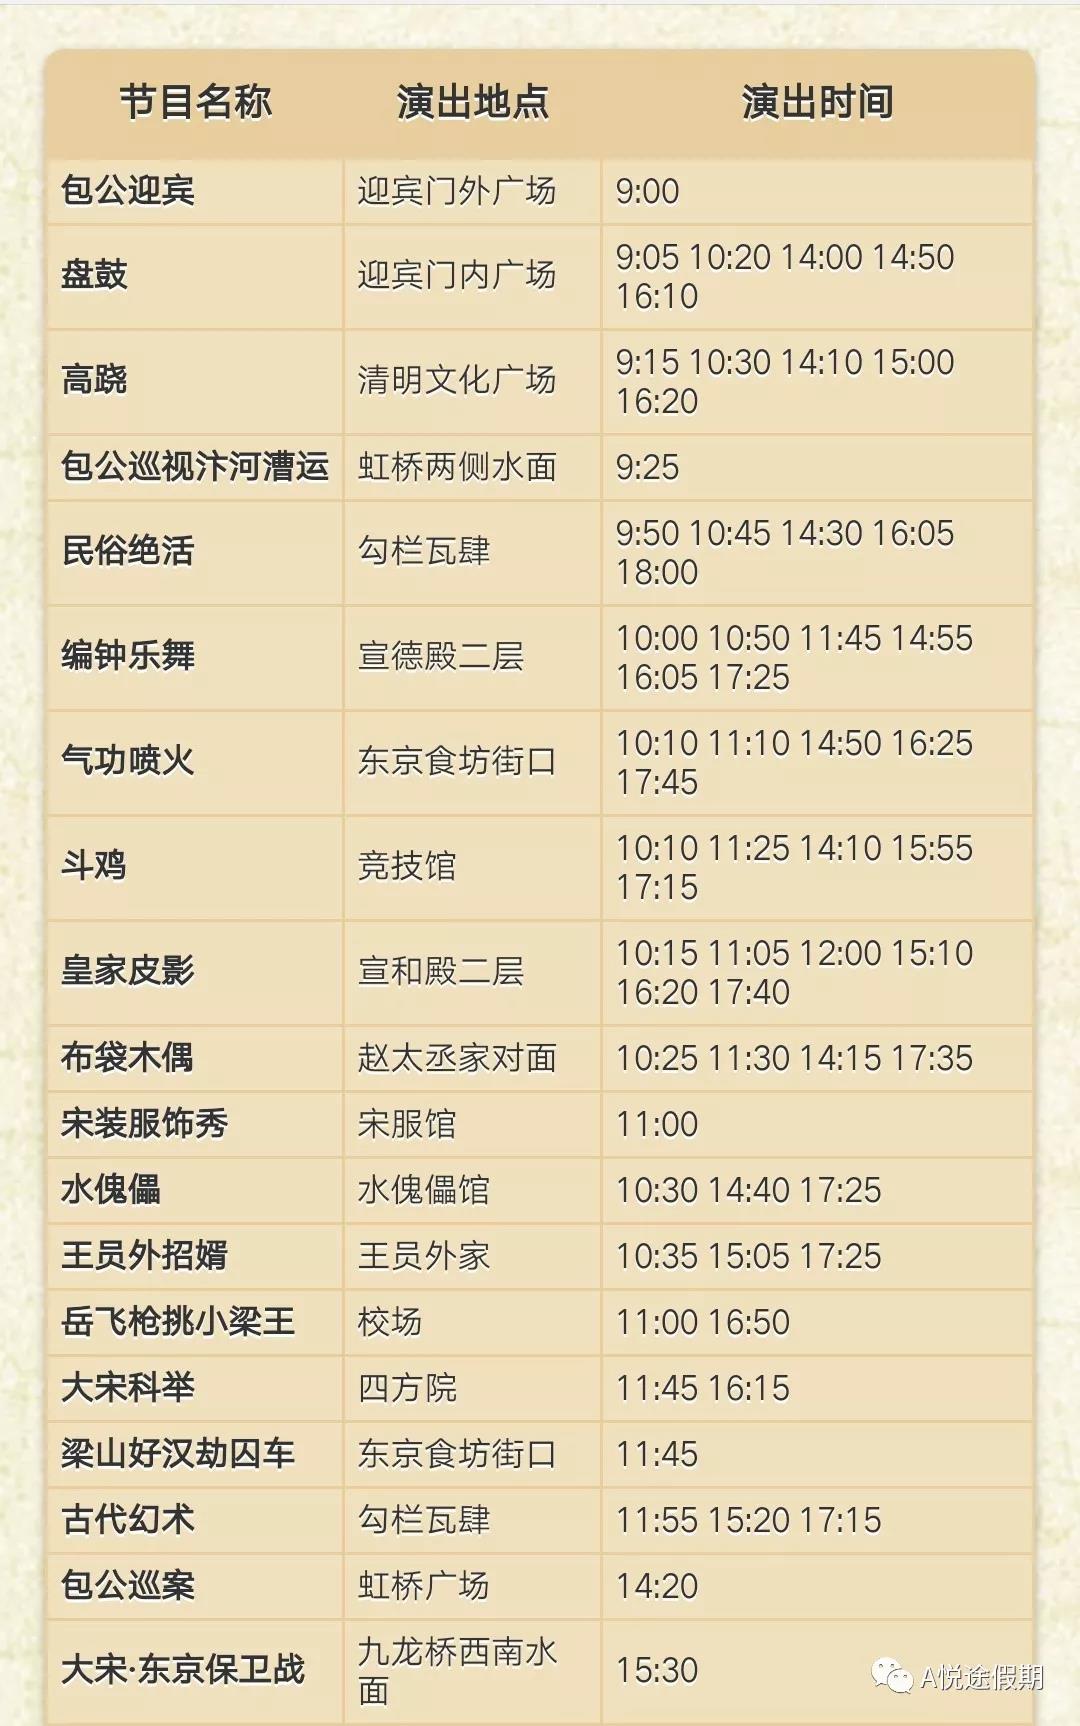 节目名称 演出地点 演出时间
包公迎宾 迎宾门外广场 9:00
盘鼓 迎宾门内广场 9:05 10:20 14:00 14:50
16:10
高跷 清明文化广场 9:15 10:30 14:10 15:00
16:20
包公巡视汴河漕运 虹桥两侧水面 9:25
民俗绝活 勾栏瓦肆 9:50 10:45 14:30 16:05
18:00
编钟乐舞 宣德殿二层 10:00 10:50 11:45 14:55
16:05 17:25
气功喷火 东京食坊街口 10:10 11:10 14:50 16:25
17:45
斗鸡 竞技馆 10:10 11:25 14:10 15:55
17:15
皇家皮影 宣和殿二层 10:15 11:05 12:00 15:10
16:20 17:40
布袋木偶 赵太丞家对面 10:25 11:30 14:15 17:35
宋装服饰秀 宋服馆 11:00
水傀儡 水傀儡馆 10:30 14:40 17:25
王员外招婿 王员外家 10:35 15:05 17:25
岳飞枪挑小梁王 校场 11:00 16:50
大宋科举 四方院 11:45 16:15
梁山好汉劫囚车 东京食坊街口 11:45
古代幻术 勾栏瓦肆 11:55 15:20 17:15
包公巡案 虹桥广场 14:20
大宋·东京保卫战 九龙桥西南水 15:30
面
A悦途假期